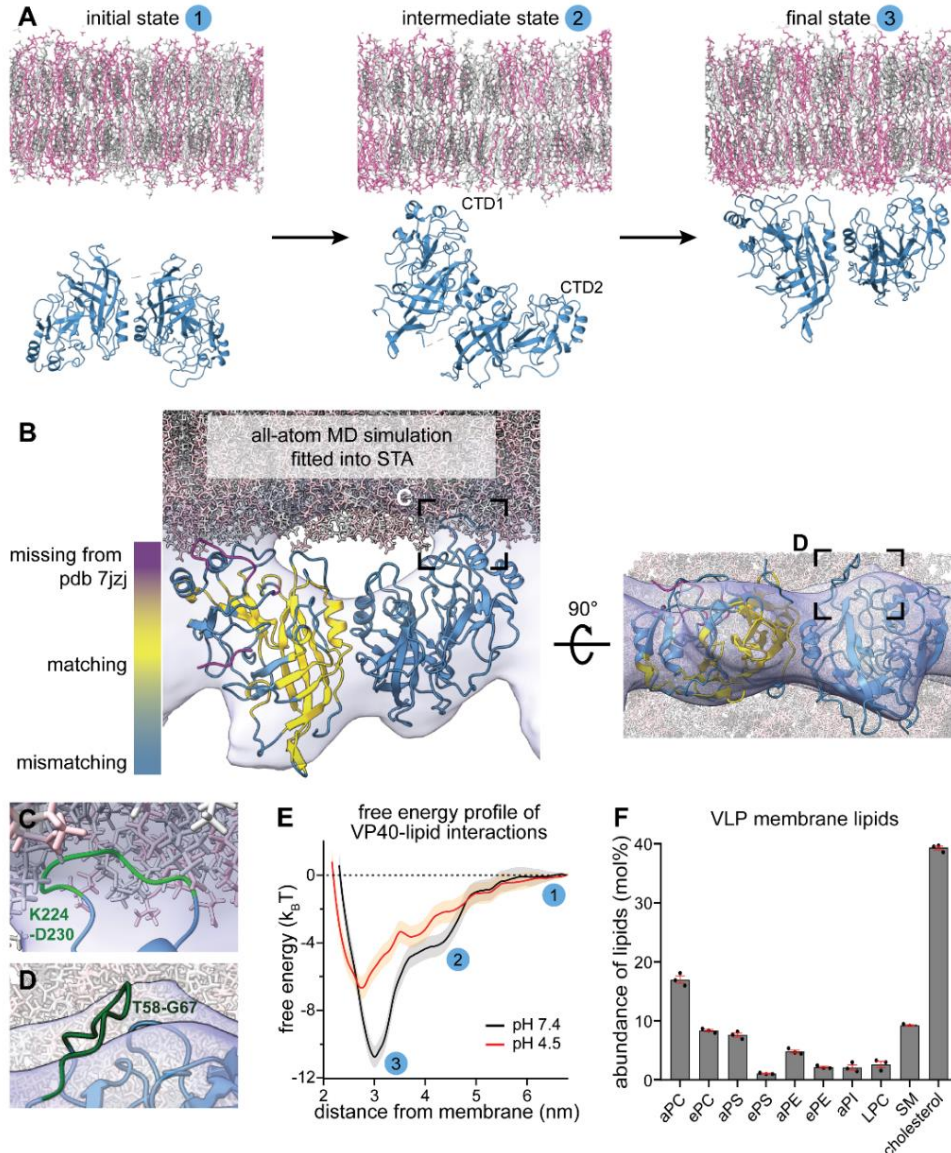 A
initial state 1
intermediate state 2
final state 3
CTD1
CTD2
B
all-atom MD simulation
fitted into STA
C
missing from
pdb 7jzj
matching
mismatching
90°
D
C
K224
-D230
D
T58-G67
E
free energy profile of
VP40-lipid interactions
free energy (kBT)
0
-4
-8
-12
1
2
3
pH 7.4
pH 4.5
2 3 4 5 6
distance from membrane (nm)
F
VLP membrane lipids
abundance of lipids (mol%)
40
30
20
10
0
aPC ePC aPS ePS aPE ePE aPI LPC SM cholesterol